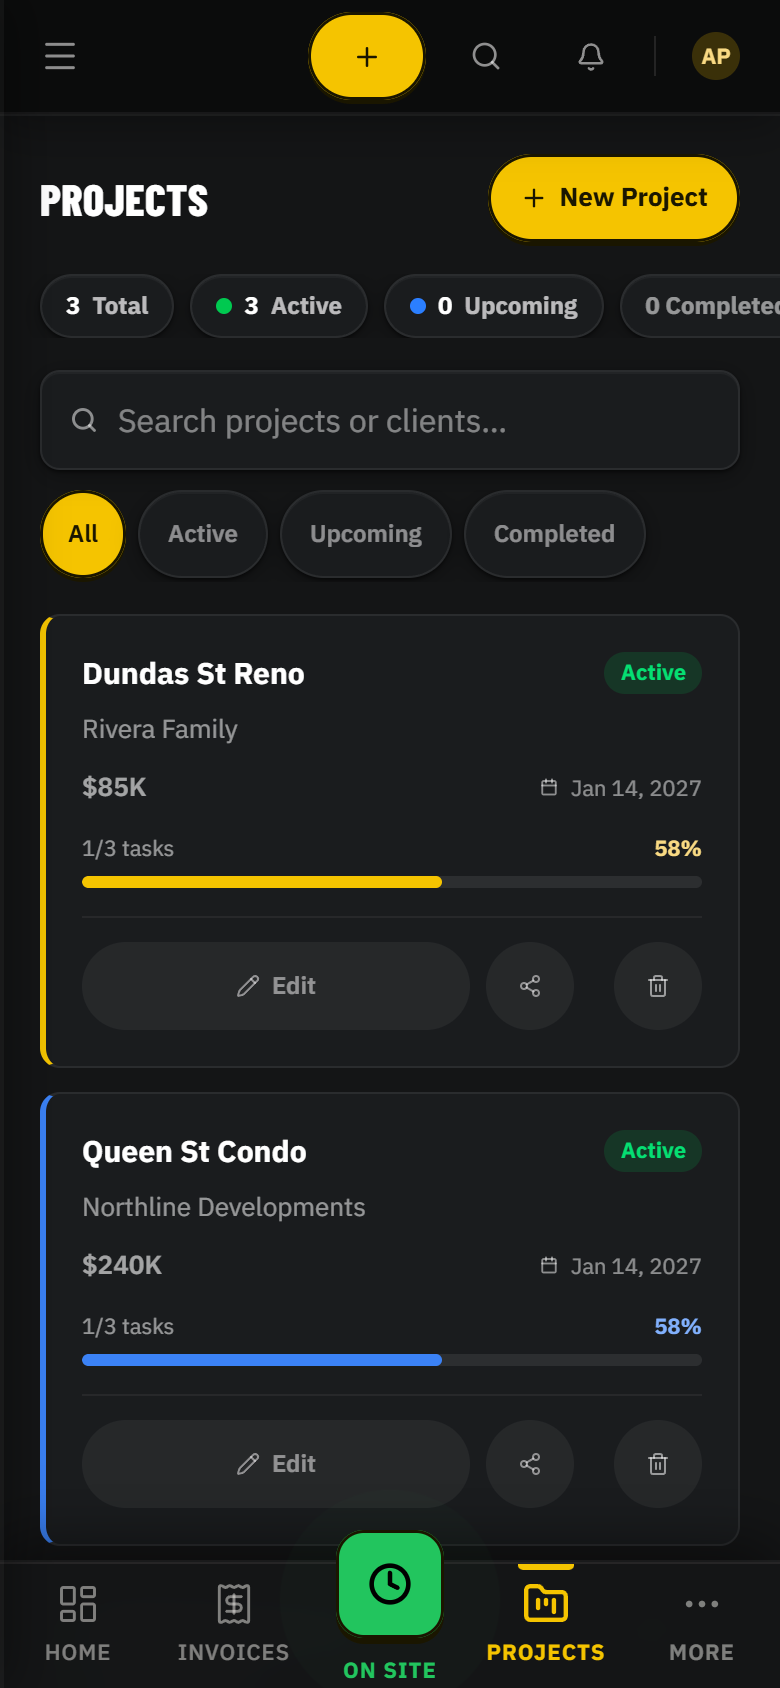 AP
PROJECTS
+ New Project
3 Total 3 Active 0 Upcoming 0 Completed
Search projects or clients...
All Active Upcoming Completed
Dundas St Reno Active
Rivera Family
$85K Jan 14, 2027
1/3 tasks 58%
Edit
Queen St Condo Active
Northline Developments
$240K Jan 14, 2027
1/3 tasks 58%
Edit
HOME INVOICES ON SITE PROJECTS MORE